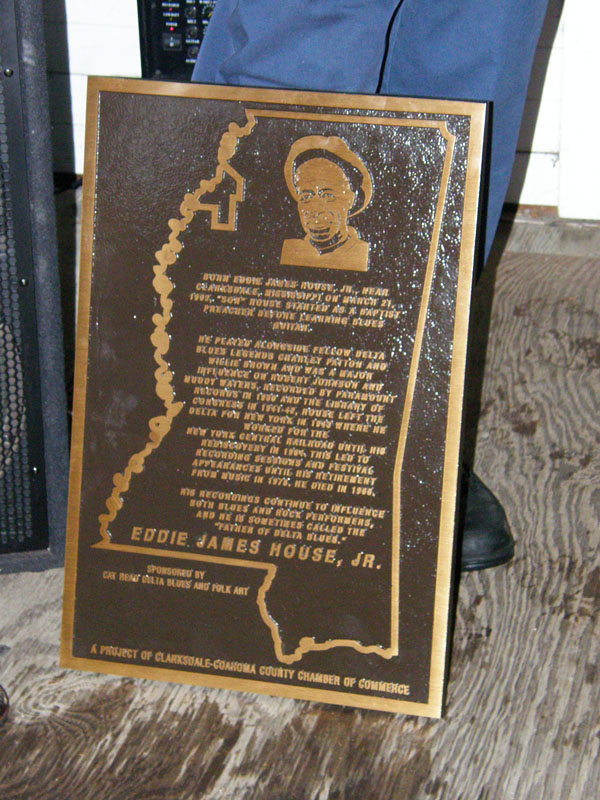 BORN EDDIE JAMES HOUSE, JR., NEAR
CLARKSDALE, MISSISSIPPI ON MARCH 21,
1902, "SON" HOUSE STARTED AS A BAPTIST
PREACHER BEFORE LEARNING BLUES
GUITAR.
HE PLAYED ALONGSIDE FELLOW DELTA
BLUES LEGENDS CHARLEY PATTON AND
WILLIE BROWN AND WAS A MAJOR
INFLUENCE ON ROBERT JOHNSON AND
MUDDY WATERS. RECORDED BY PARAMOUNT
RECORDS IN 1930 AND THE LIBRARY OF
CONGRESS IN 1941-42, HOUSE LEFT THE
DELTA FOR NEW YORK IN 1943 WHERE HE
WORKED FOR THE
NEW YORK CENTRAL RAILROAD UNTIL HIS
REDISCOVERY IN 1964. THIS LED TO
RECORDING SESSIONS AND FESTIVAL
APPEARANCES UNTIL HIS RETIREMENT
FROM MUSIC IN 1975. HE DIED IN 1988.
HIS RECORDINGS CONTINUE TO INFLUENCE
BOTH BLUES AND ROCK PERFORMERS,
AND HE IS SOMETIMES CALLED THE
"FATHER OF DELTA BLUES."
EDDIE JAMES HOUSE, JR.
SPONSORED BY
CAT HEAD DELTA BLUES AND FOLK ART
A PROJECT OF CLARKSDALE-COAHOMA COUNTY CHAMBER OF COMMERCE